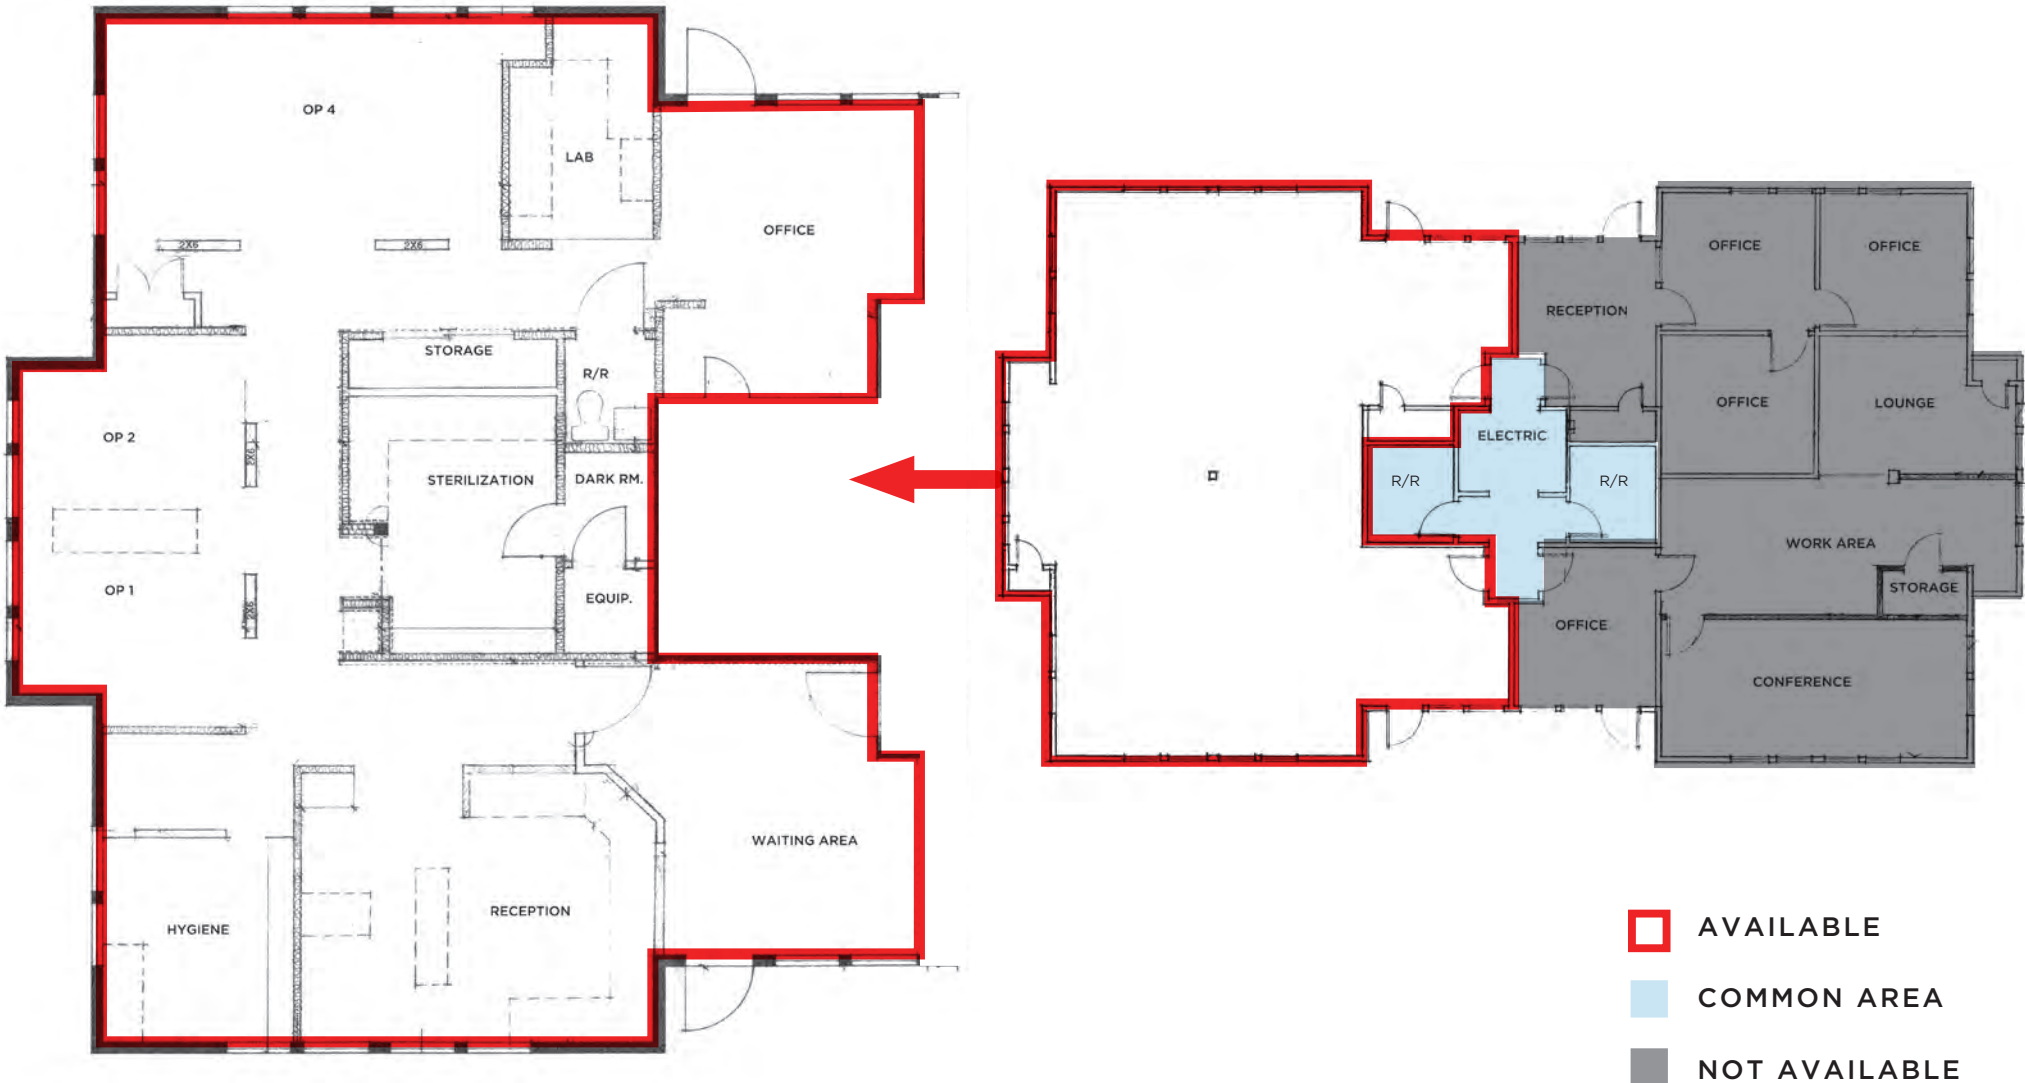 OP 4
LAB
2X6
2X6
OFFICE
STORAGE
R/R
OP 2
2X6
STERILIZATION
DARK RM.
OP 1
2X6
EQUIP.
WAITING AREA
RECEPTION
HYGIENE
OFFICE
OFFICE
RECEPTION
OFFICE
LOUNGE
ELECTRIC
R/R
R/R
WORK AREA
STORAGE
OFFICE
CONFERENCE
AVAILABLE
COMMON AREA
NOT AVAILABLE